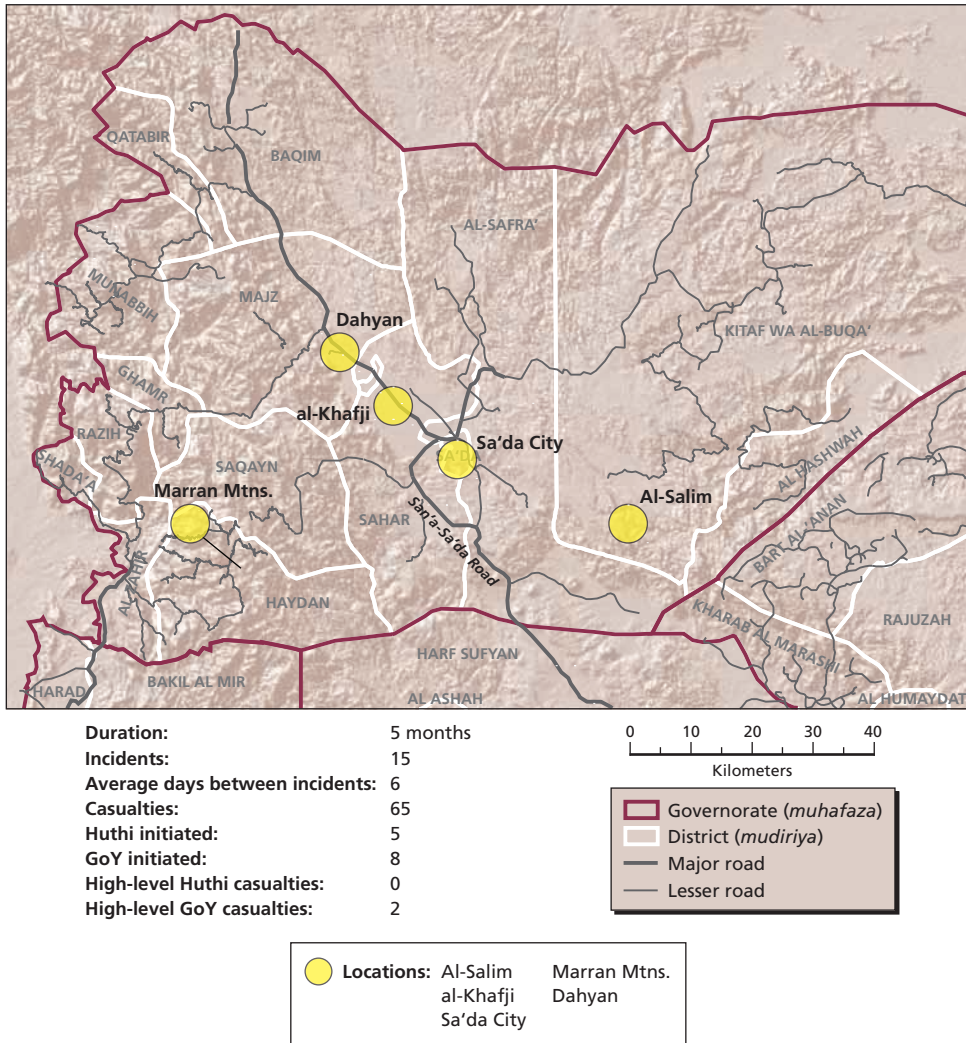 QATABIR
BAQIM
AL-SAFRA'
MUNABBIH
MAJZ
Dahyan
KITAF WA AL-BUQA'
GHAMR
al-Khafji
RAZIH
Sa'da City
SA'DA
SHADA'A
SAQAYN
Marran Mtns.
AL HASHWAH
Al-Salim
SAHAR
San'a-Sa'da Road
BART AL 'ANAN
AL ZAHIR
HAYDAN
KHARAB AL MARASHI
RAJUZAH
HARF SUFYAN
HARAD
BAKIL AL MIR
AL ASHAH
AL HUMAYDAT
Duration: 5 months
Incidents: 15
Average days between incidents: 6
Casualties: 65
Huthi initiated: 5
GoY initiated: 8
High-level Huthi casualties: 0
High-level GoY casualties: 2
0 10 20 30 40
Kilometers
Governorate (muhafaza)
District (mudiriya)
Major road
Lesser road
Locations: Al-Salim Marran Mtns.
al-Khafji Dahyan
Sa'da City